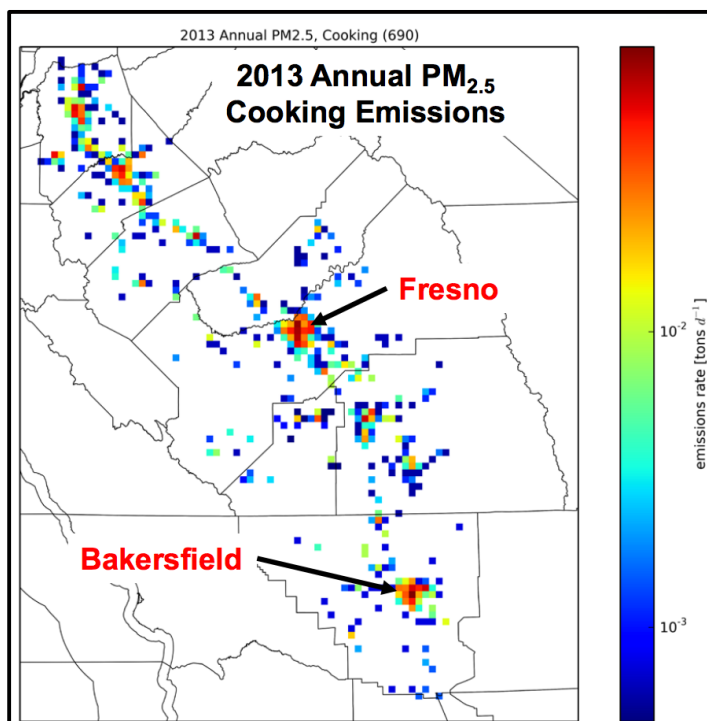 2013 Annual PM2.5, Cooking (690)
2013 Annual PM₂.₅
Cooking Emissions
Fresno
Bakersfield
10⁻²
emissions rate [tons d⁻¹]
10⁻³